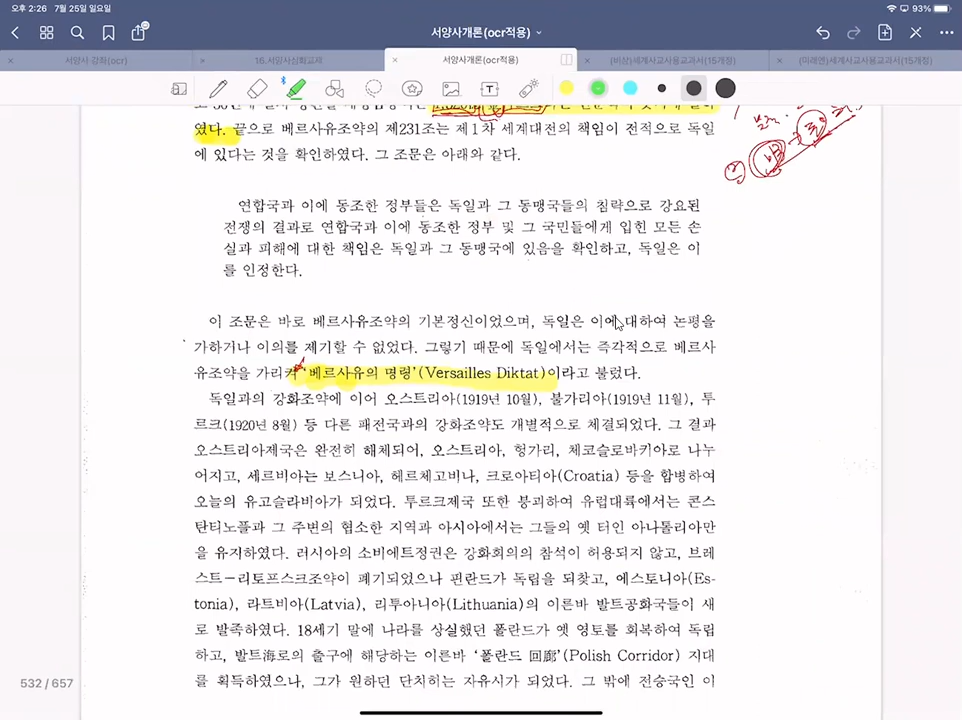 오후 2:26 7월 25일 일요일
93%
서양사개론(ocr적용)
서양사 강좌(ocr)
16.서양사심화교재
서양사개론(ocr적용)
(비상)세계사교사용교과서(15개정)
(미래엔)세계사교사용교과서(15개정)
였다. 끝으로 베르사유조약의 제231조는 제1차 세계대전의 책임이 전적으로 독일
에 있다는 것을 확인하였다. 그 조문은 아래와 같다.
연합국과 이에 동조한 정부들은 독일과 그 동맹국들의 침략으로 강요된
전쟁의 결과로 연합국과 이에 동조한 정부 및 그 국민들에게 입힌 모든 손
실과 피해에 대한 책임은 독일과 그 동맹국에 있음을 확인하고, 독일은 이
를 인정한다.
이 조문은 바로 베르사유조약의 기본정신이었으며, 독일은 이에 대하여 논평을
가하거나 이의를 제기할 수 없었다. 그렇기 때문에 독일에서는 즉각적으로 베르사
유조약을 가리켜 '베르사유의 명령'(Versailles Diktat)이라고 불렀다.
독일과의 강화조약에 이어 오스트리아(1919년 10월), 불가리아(1919년 11월), 투
르크(1920년 8월) 등 다른 패전국과의 강화조약도 개별적으로 체결되었다. 그 결과
오스트리아제국은 완전히 해체되어, 오스트리아, 헝가리, 체코슬로바키아로 나누
어지고, 세르비아는 보스니아, 헤르체고비나, 크로아티아(Croatia) 등을 합병하여
오늘의 유고슬라비아가 되었다. 투르크제국 또한 붕괴하여 유럽대륙에서는 콘스
탄티노플과 그 주변의 협소한 지역과 아시아에서는 그들의 옛 터인 아나톨리아만
을 유지하였다. 러시아의 소비에트정권은 강화회의의 참석이 허용되지 않고, 브레
스트-리토프스크조약이 폐기되었으나 핀란드가 독립을 되찾고, 에스토니아(Es-
tonia), 라트비아(Latvia), 리투아니아(Lithuania)의 이른바 발트공화국들이 새
로 발족하였다. 18세기 말에 나라를 상실했던 폴란드가 옛 영토를 회복하여 독립
하고, 발트海로의 출구에 해당하는 이른바 '폴란드 回廊'(Polish Corridor) 지대
를 획득하였으나, 그가 원하던 단치히는 자유시가 되었다. 그 밖에 전승국인 이
532 / 657